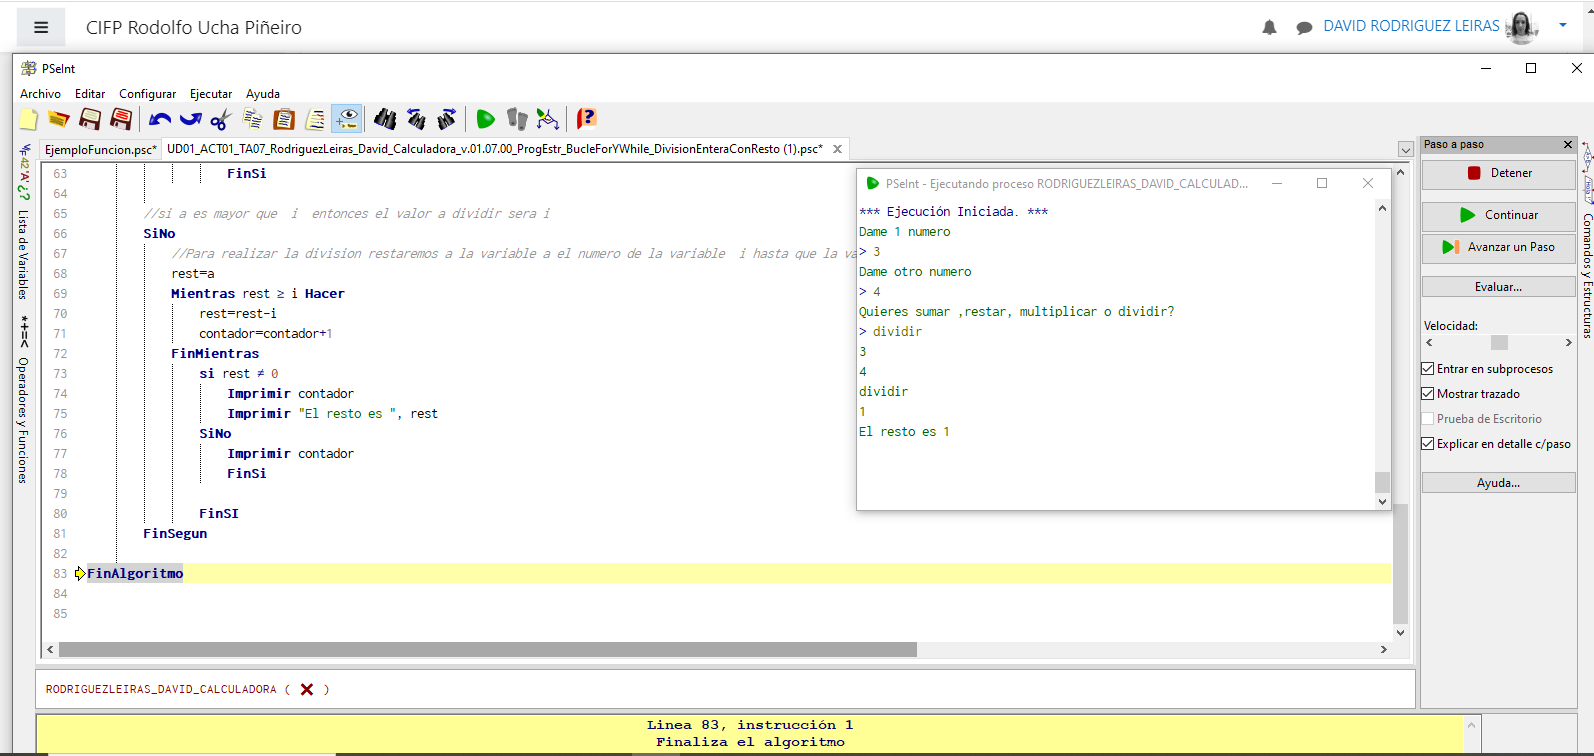 CIFP Rodolfo Ucha Piñeiro
DAVID RODRIGUEZ LEIRAS
PSeInt
Archivo Editar Configurar Ejecutar Ayuda
EjemploFuncion.psc* UD01_ACT01_TA07_RodriguezLeiras_David_Calculadora_v.01.07.00_ProgEstr_BucleForYWhile_DivisionEnteraConResto (1).psc*
Lista de Variables
Operadores y Funciones
63 FinSi
64
65 //si a es mayor que i entonces el valor a dividir sera i
66 SiNo
67 //Para realizar la division restaremos a la variable a el numero de la variable i hasta que la va
68 rest=a
69 Mientras rest ≥ i Hacer
70 rest=rest-i
71 contador=contador+1
72 FinMientras
73 si rest ≠ 0
74 Imprimir contador
75 Imprimir "El resto es ", rest
76 SiNo
77 Imprimir contador
78 FinSi
79
80 FinSI
81 FinSegun
82
83 FinAlgoritmo
84
85
PSeInt - Ejecutando proceso RODRIGUEZLEIRAS_DAVID_CALCULAD...
*** Ejecución Iniciada. ***
Dame 1 numero
> 3
Dame otro numero
> 4
Quieres sumar ,restar, multiplicar o dividir?
> dividir
3
4
dividir
1
El resto es 1
Paso a paso
Detener
Continuar
Avanzar un Paso
Evaluar...
Velocidad:
Entrar en subprocesos
Mostrar trazado
Prueba de Escritorio
Explicar en detalle c/paso
Ayuda...
Comandos y Estructuras
RODRIGUEZLEIRAS_DAVID_CALCULADORA ( )
Linea 83, instrucción 1
Finaliza el algoritmo